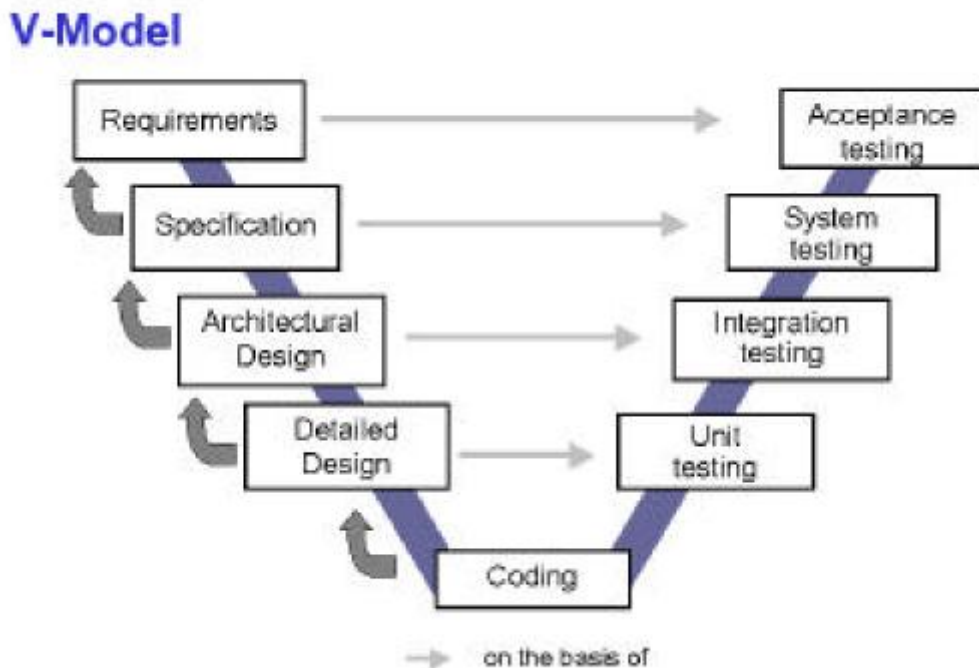 V-Model
Requirements
Acceptance
testing
Specification
System
testing
Architectural
Design
Integration
testing
Detailed
Design
Unit
testing
Coding
on the basis of